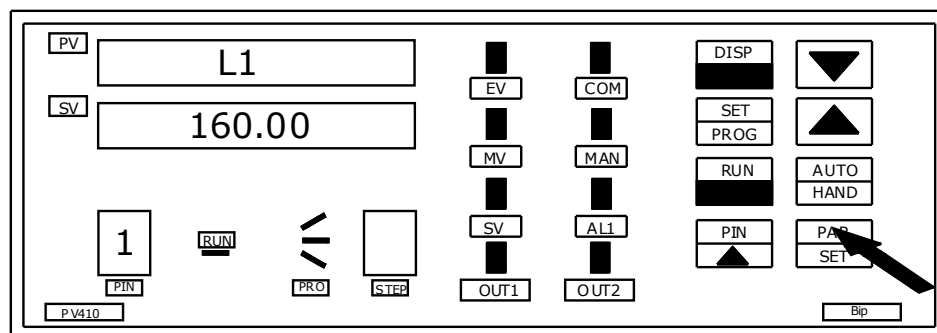 PV
L1
SV
160.00
1
PIN
RUN
PRO
STEP
PV410
EV
COM
MV
MAN
SV
AL1
OUT1
OUT2
DISP
SET
PROG
RUN
AUTO
HAND
PIN
PAR
SET
Bip